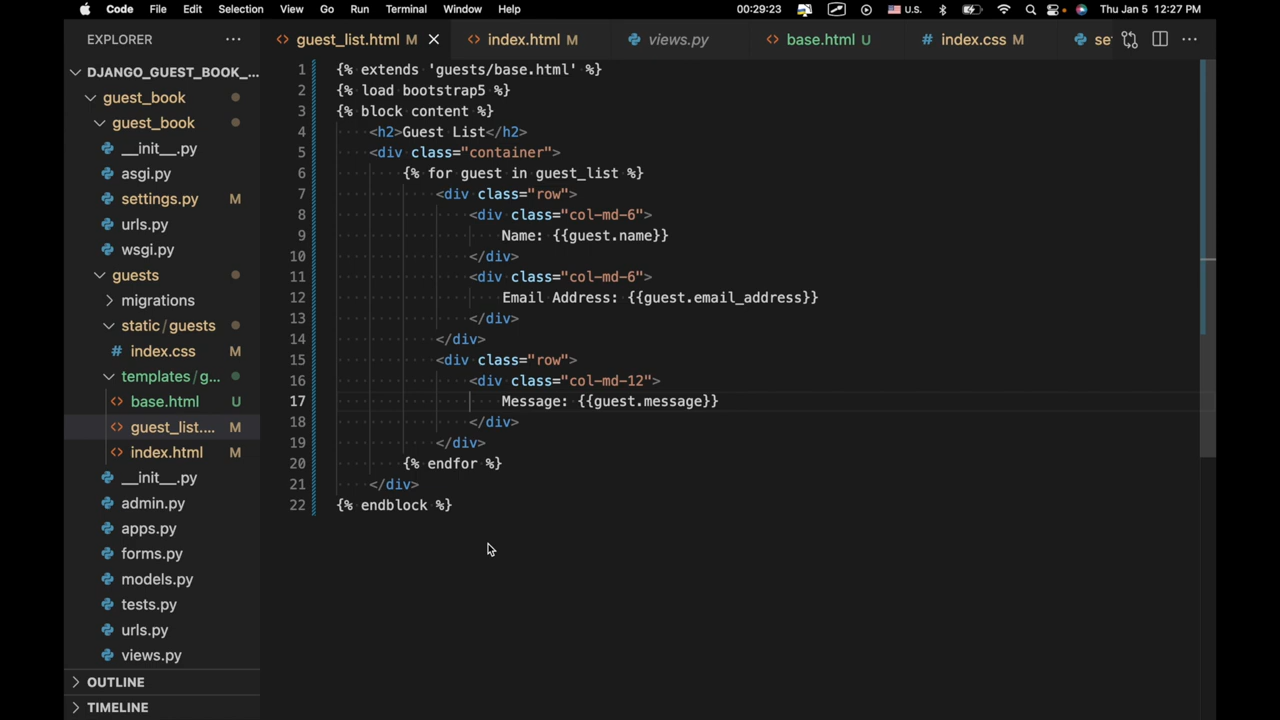 Code File Edit Selection View Go Run Terminal Window Help 00:29:23 U.S. Thu Jan 5 12:27 PM
EXPLORER
guest_list.html M index.html M views.py base.html U index.css M se
DJANGO_GUEST_BOOK_...
guest_book
guest_book
__init__.py
asgi.py
settings.py M
urls.py
wsgi.py
guests
migrations
static/guests
index.css M
templates/g...
base.html U
guest_list.... M
index.html M
__init__.py
admin.py
apps.py
forms.py
models.py
tests.py
urls.py
views.py
OUTLINE
TIMELINE
1 {% extends 'guests/base.html' %}
2 {% load bootstrap5 %}
3 {% block content %}
4 <h2>Guest List</h2>
5 <div class="container">
6 {% for guest in guest_list %}
7 <div class="row">
8 <div class="col-md-6">
9 Name: {{guest.name}}
10 </div>
11 <div class="col-md-6">
12 Email Address: {{guest.email_address}}
13 </div>
14 </div>
15 <div class="row">
16 <div class="col-md-12">
17 Message: {{guest.message}}
18 </div>
19 </div>
20 {% endfor %}
21 </div>
22 {% endblock %}